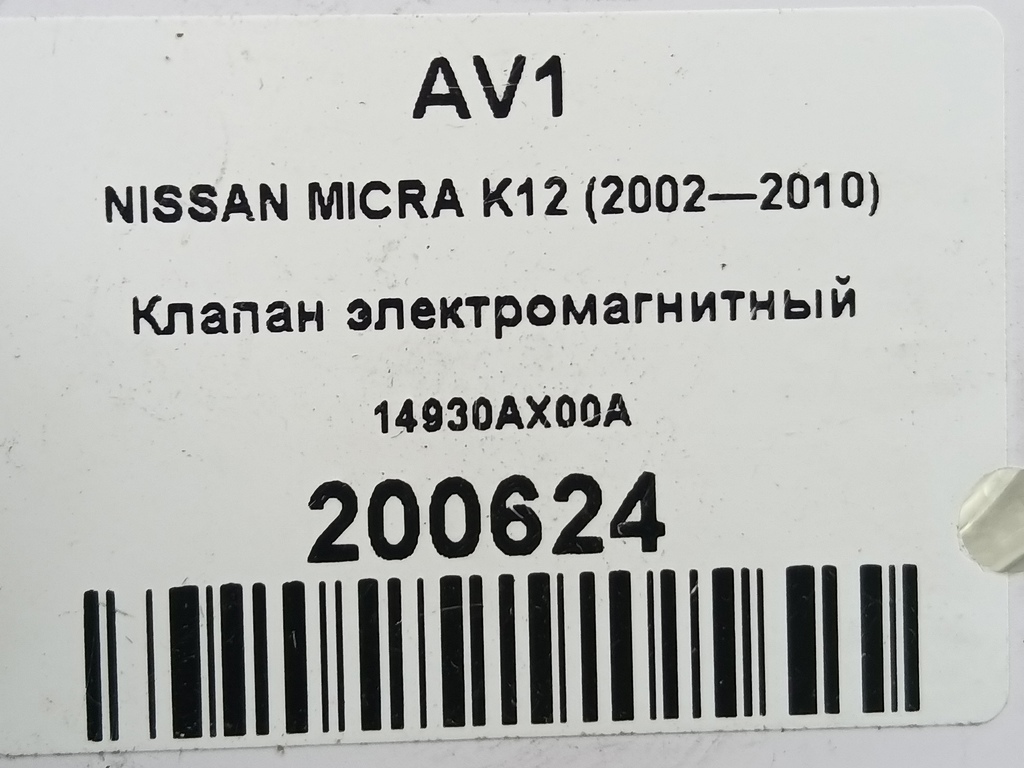 AV1
NISSAN MICRA K12 (2002—2010)
Клапан электромагнитный
14930AX00A
200624